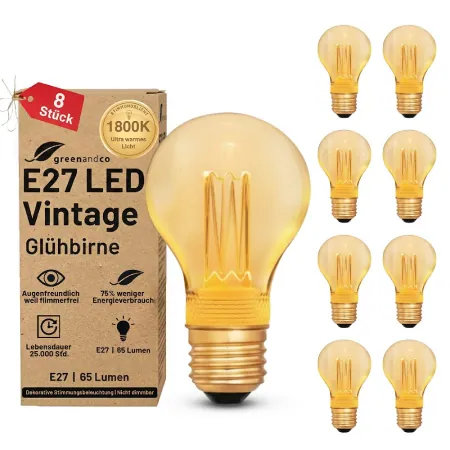 8
Stück
STIMMUNGSLICHT
1800K
Ultra warmes
Licht
greenandco
E27 LED
Vintage
Glühbirne
Augenfreundlich
weil flimmerfrei
75% weniger
Energieverbrauch
Lebensdauer
25.000 Std.
E27 | 65 Lumen
E27 | 65 Lumen
Dekorative Stimmungsbeleuchtung | Nicht dimmbar